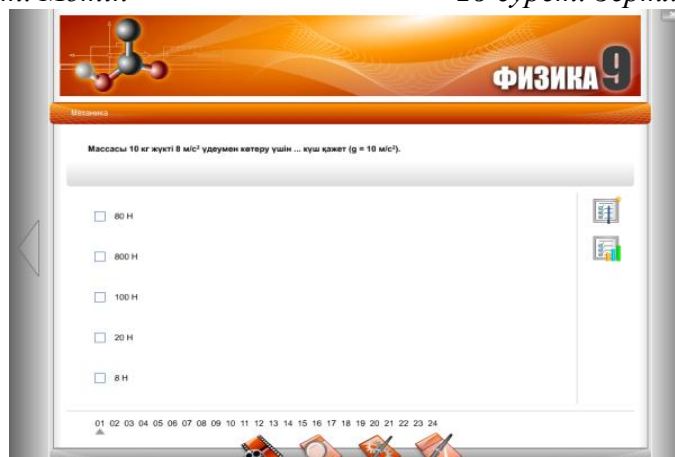 Мәтін
ФИЗИКА 9
Механика
Массасы 10 кг жүкті 8 м/с² үдеумен көтеру үшін ... күш қажет (g = 10 м/с²).
80 Н
800 Н
100 Н
20 Н
8 Н
01 02 03 04 05 06 07 08 09 10 11 12 13 14 15 16 17 18 19 20 21 22 23 24